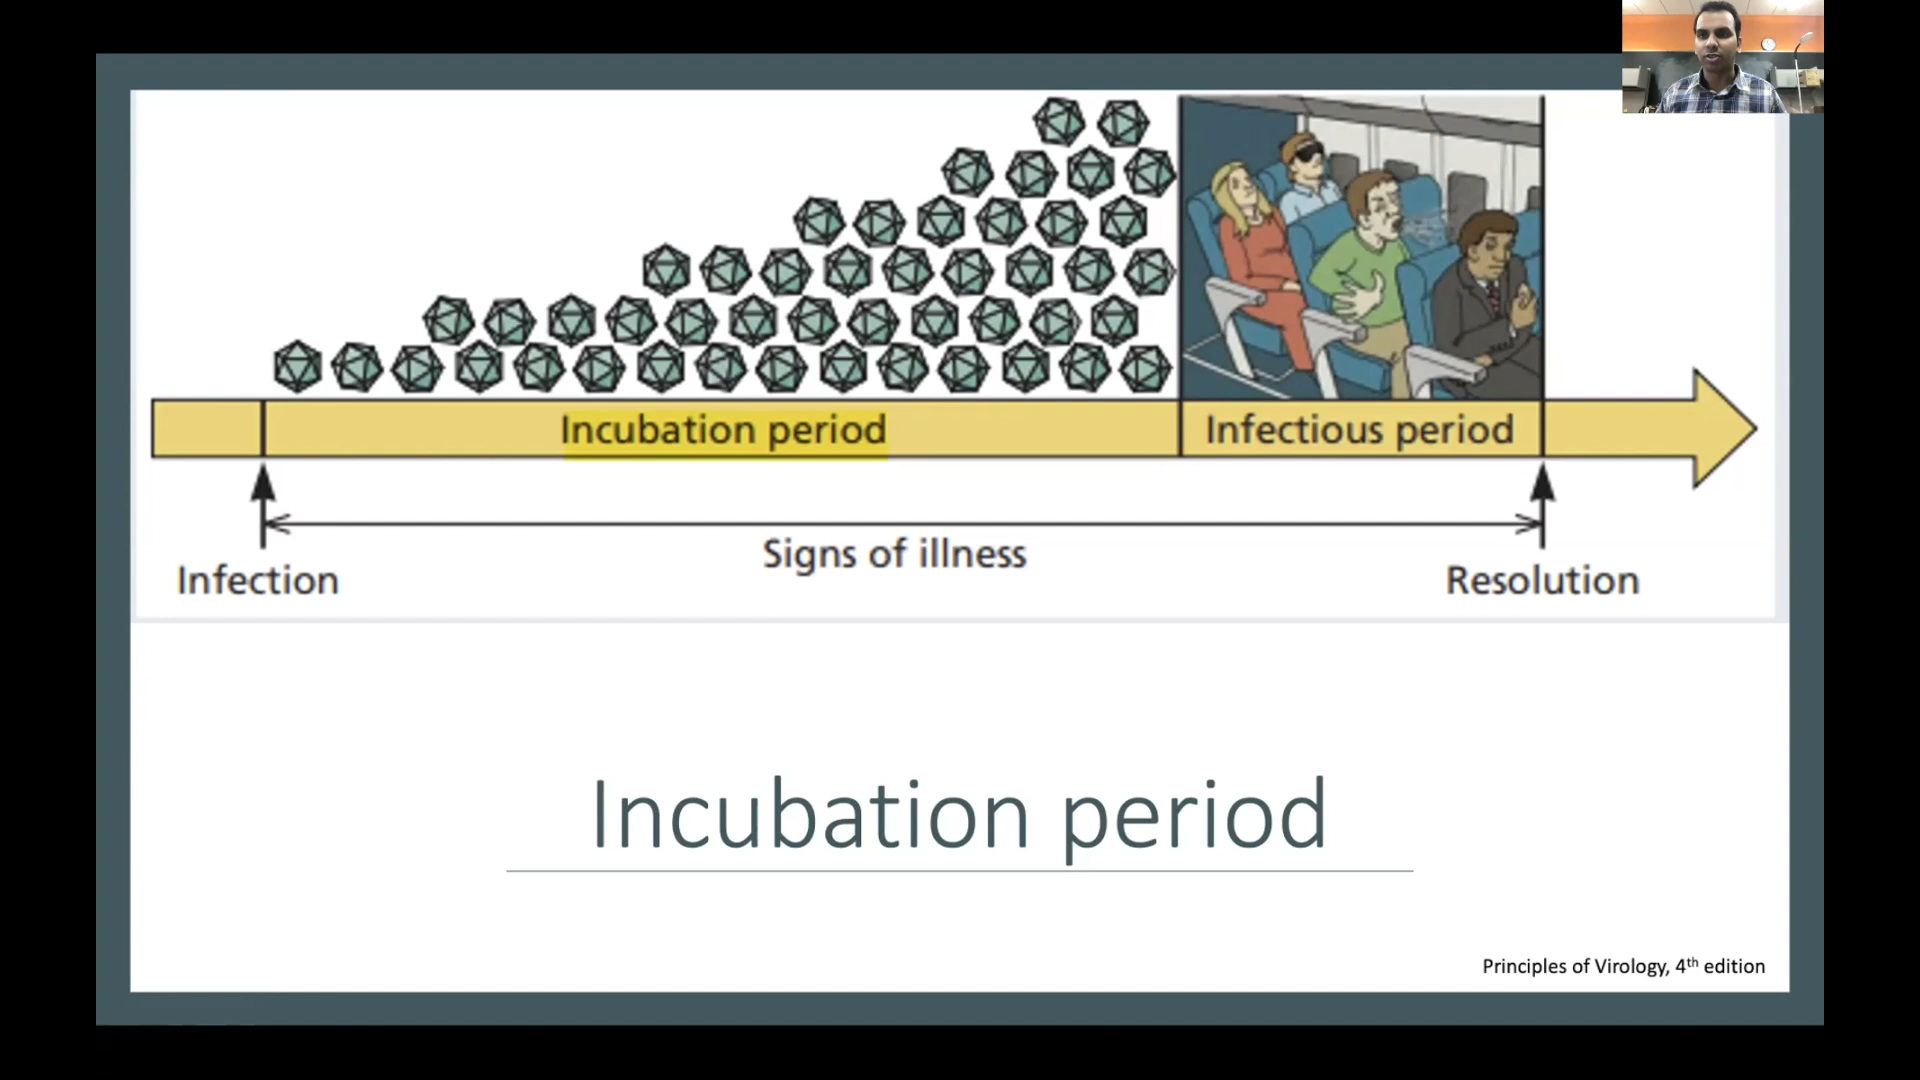 Incubation period
Infectious period
Signs of illness
Infection
Resolution
Incubation period
Principles of Virology, 4th edition